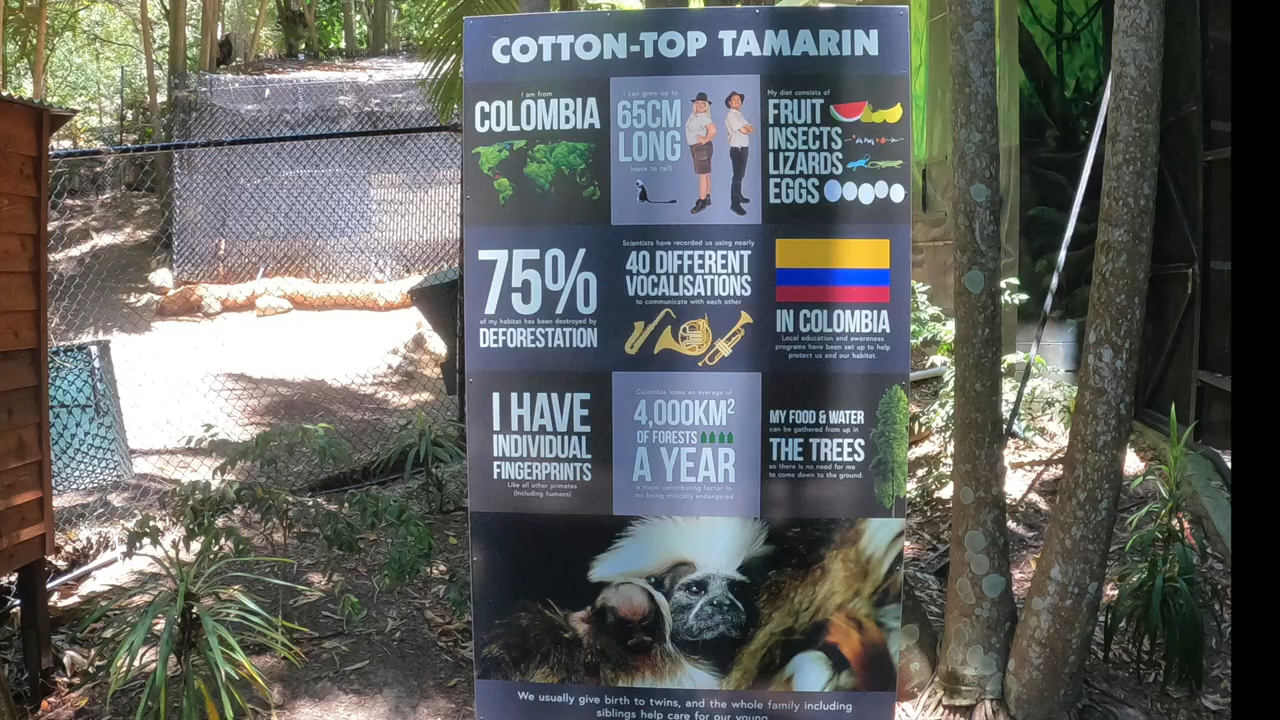 COTTON-TOP TAMARIN
I am from
COLOMBIA
I can grow up to
65CM
LONG
(nose to tail)
My diet consists of
FRUIT
INSECTS
LIZARDS
EGGS
75%
of my habitat has been destroyed by
DEFORESTATION
Scientists have recorded us using nearly
40 DIFFERENT
VOCALISATIONS
to communicate with each other
IN COLOMBIA
Local education and awareness
programs have been set up to help
protect us and our habitat.
I HAVE
INDIVIDUAL
FINGERPRINTS
Like all other primates
(including humans)
Colombia loses an average of
4,000KM²
OF FORESTS
A YEAR
a major contributing factor to
me being critically endangered
MY FOOD & WATER
can be gathered from up in
THE TREES
so there is no need for me
to come down to the ground.
We usually give birth to twins, and the whole family including
siblings help care for our young.